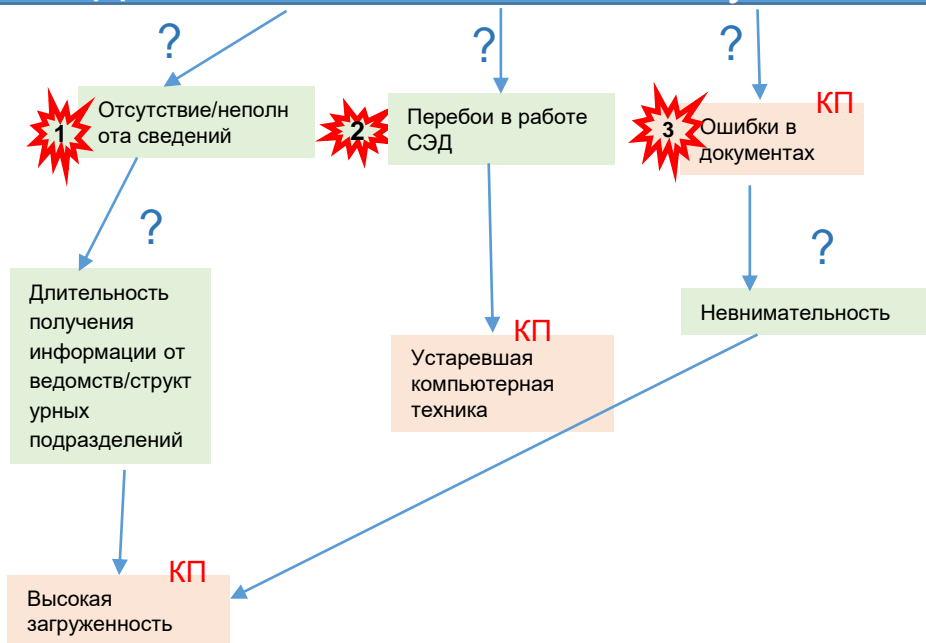 ?
?
?
1
Отсутствие/неполн
ота сведений
2
Перебои в работе
СЭД
КП
3
Ошибки в
документах
?
?
Длительность
получения
информации от
ведомств/структ
урных
подразделений
КП
Устаревшая
компьютерная
техника
Невнимательность
КП
Высокая
загруженность